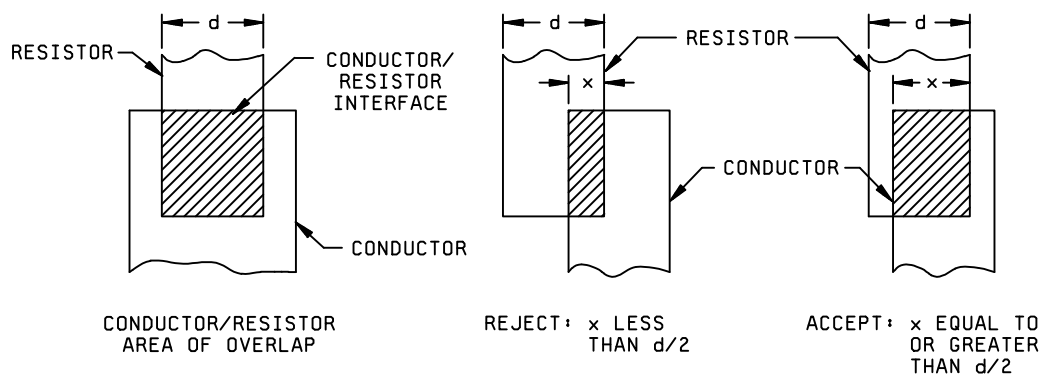 d
d
d
RESISTOR
CONDUCTOR/
RESISTOR
INTERFACE
RESISTOR
x
x
CONDUCTOR
CONDUCTOR
CONDUCTOR/RESISTOR
AREA OF OVERLAP
REJECT: x LESS
THAN d/2
ACCEPT: x EQUAL TO
OR GREATER
THAN d/2